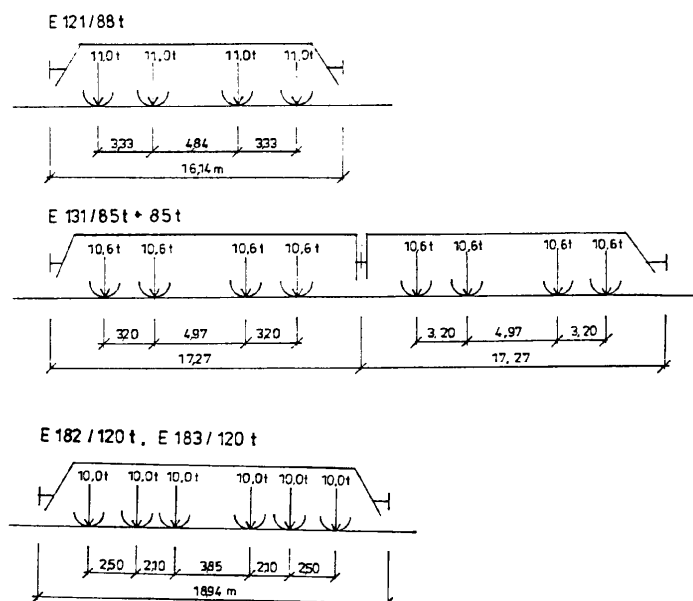 E 121/88t
11,0t 11,0t 11,0t 11,0t
3,33 4,84 3,33
16,14 m
E 131/85t + 85t
10,6t 10,6t 10,6t 10,6t 10,6t 10,6t 10,6t 10,6t
3,20 4,97 3,20 3,20 4,97 3,20
17,27 17,27
E 182/120 t, E 183/120 t
10,0t 10,0t 10,0t 10,0t 10,0t 10,0t
2,50 2,10 3,85 2,10 2,50
18,94 m